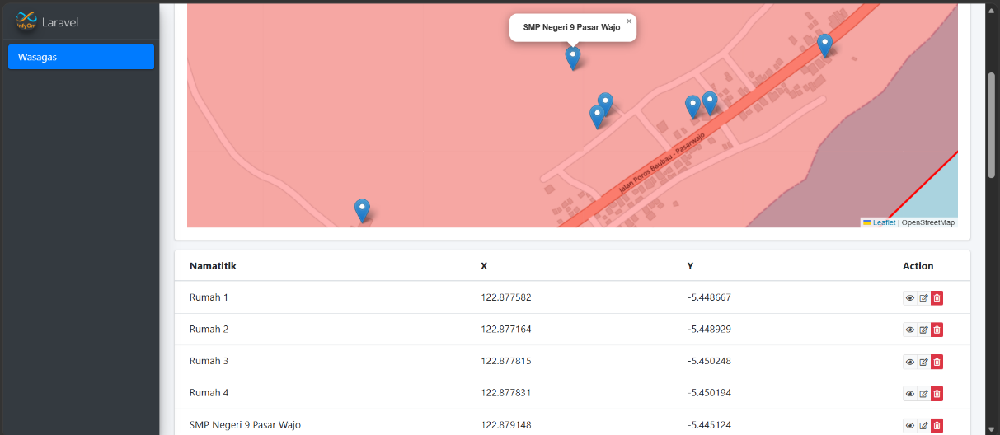 InfyOm
Laravel
Wasagas
SMP Negeri 9 Pasar Wajo ×
Jalan Poros Baubau - Pasarwajo
Leaflet | OpenStreetMap
Namatitik X Y Action
Rumah 1 122.877582 -5.448667
Rumah 2 122.877164 -5.448929
Rumah 3 122.877815 -5.450248
Rumah 4 122.877831 -5.450194
SMP Negeri 9 Pasar Wajo 122.879148 -5.445124